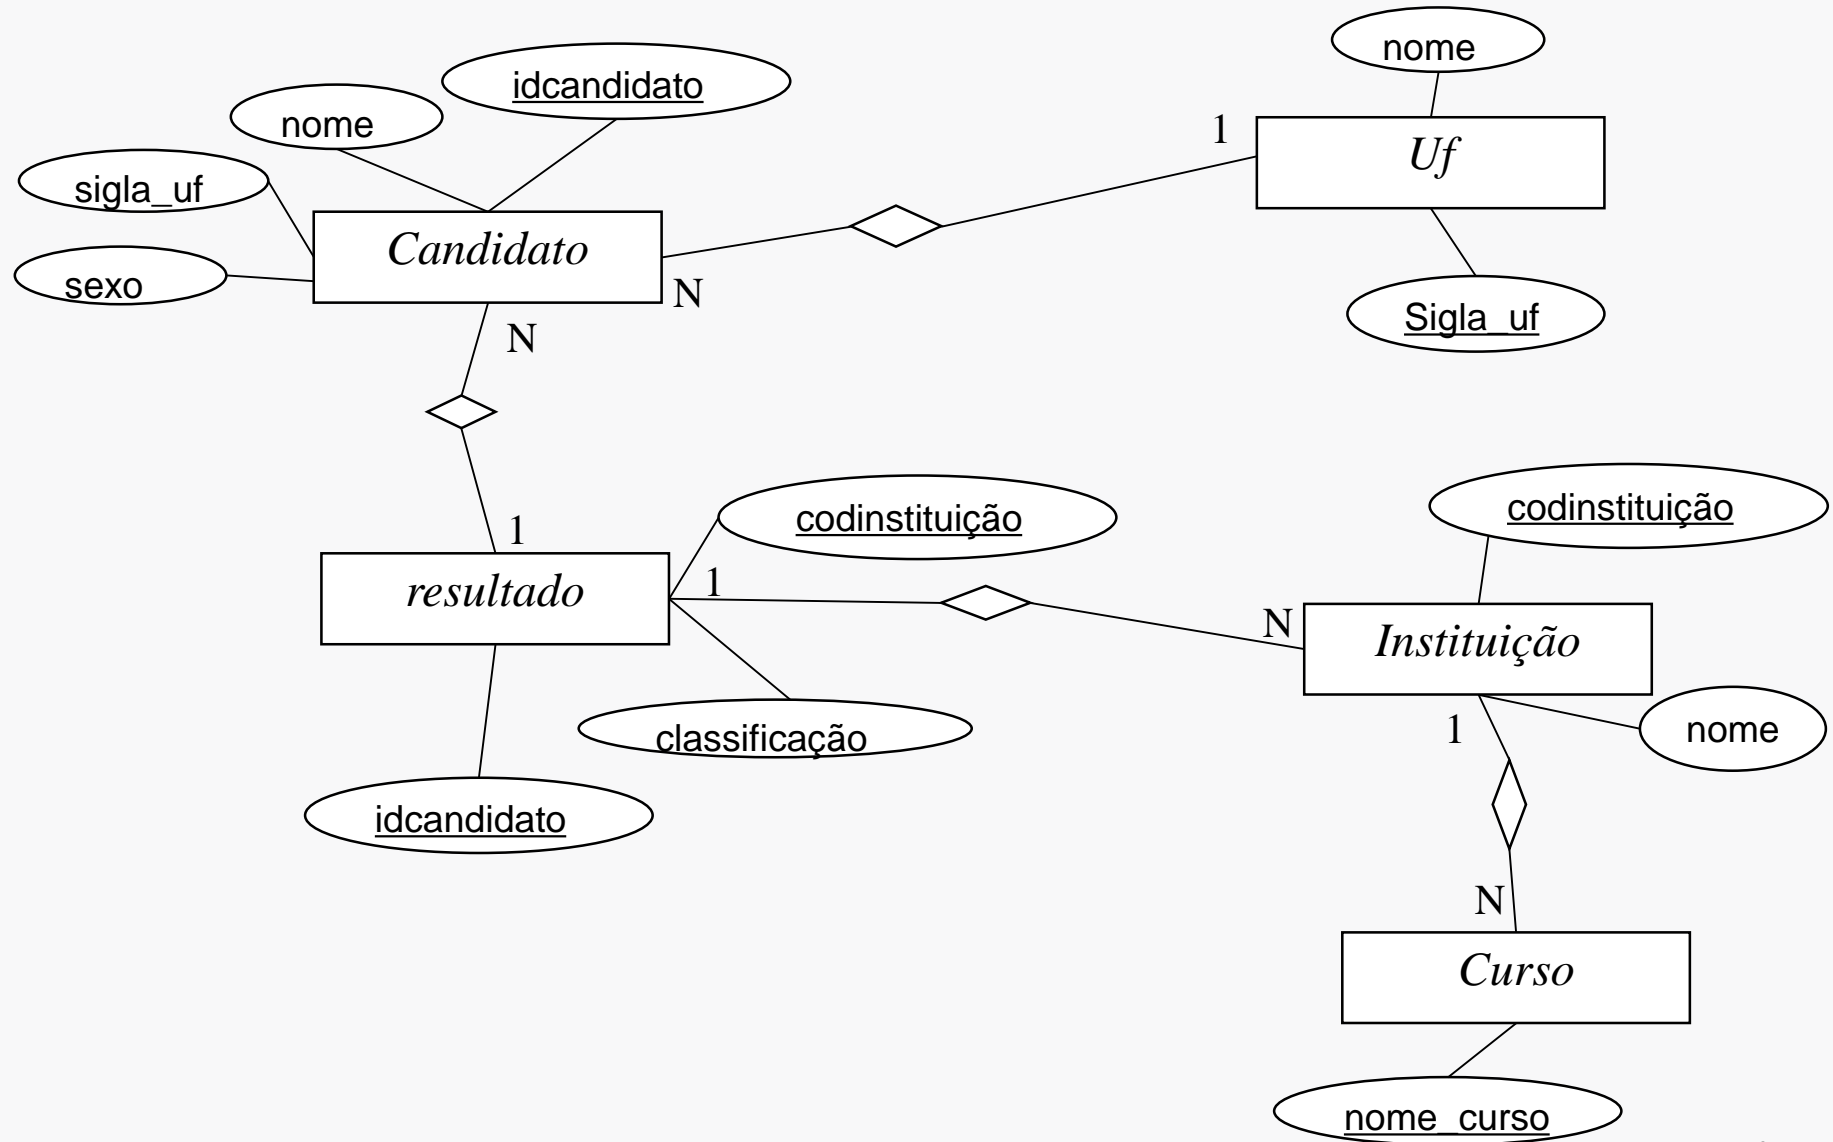 nome
idcandidato
nome
1
Uf
sigla_uf
Candidato
sexo
N
Sigla_uf
N
codinstituição
codinstituição
1
resultado
1
N
Instituição
classificação
1
nome
idcandidato
N
Curso
nome_curso